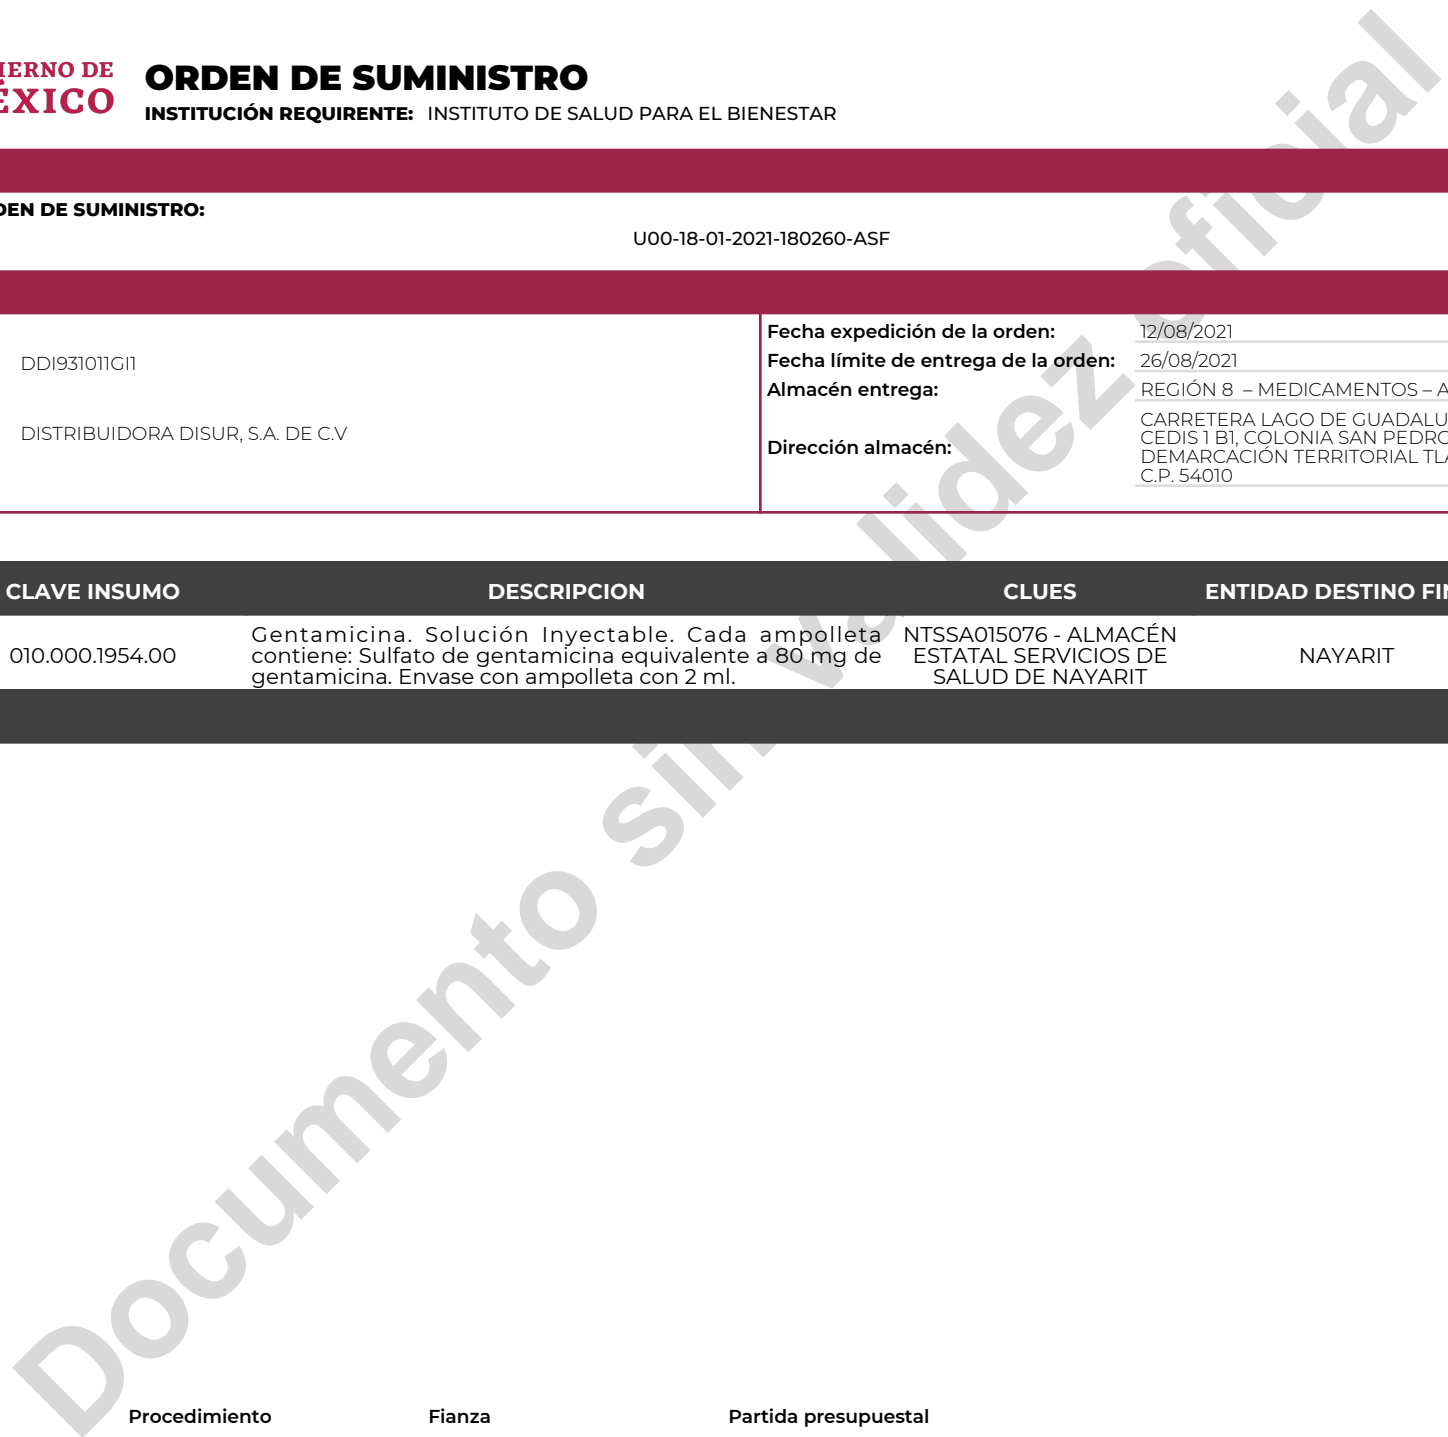 ORDEN DE SUMINISTRO
INSTITUCIÓN REQUIRENTE: INSTITUTO DE SALUD PARA EL BIENESTAR
DE
XICO
DE SUMINISTRO:
U00-18-01-2021-180260-ASF
DDI931011GI1
DISTRIBUIDORA DISUR, S.A. DE C.V
Fecha expedición de la orden: 12/08/2021
Fecha límite de entrega de la orden: 26/08/2021
Almacén entrega: REGIÓN 8 – MEDICAMENTOS – A
Dirección almacén:
CARRETERA LAGO DE GUADALU
CEDIS 1 B1, COLONIA SAN PEDRO
DEMARCACIÓN TERRITORIAL TLA
C.P. 54010
CLAVE INSUMO DESCRIPCION CLUES ENTIDAD DESTINO FIN
010.000.1954.00
Gentamicina. Solución Inyectable. Cada ampolleta
contiene: Sulfato de gentamicina equivalente a 80 mg de
gentamicina. Envase con ampolleta con 2 ml.
NTSSA015076 - ALMACÉN
ESTATAL SERVICIOS DE
SALUD DE NAYARIT
NAYARIT
Documento sin validez oficial
Procedimiento Fianza Partida presupuestal